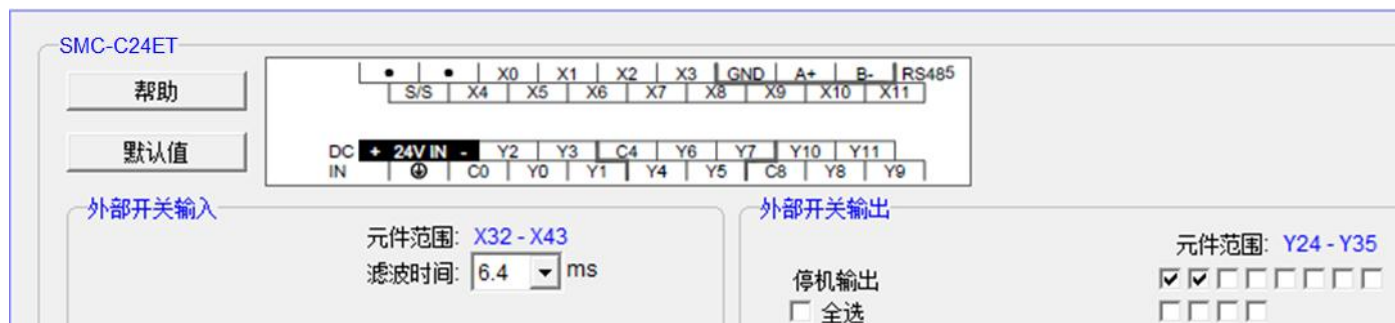 SMC-C24ET
帮助
默认值
• • X0 X1 X2 X3 GND A+ B- RS485
S/S X4 X5 X6 X7 X8 X9 X10 X11
DC + 24V IN - Y2 Y3 C4 Y6 Y7 Y10 Y11
IN C0 Y0 Y1 Y4 Y5 C8 Y8 Y9
外部开关输入
元件范围: X32 - X43
滤波时间: 6.4 ms
外部开关输出
元件范围: Y24 - Y35
停机输出
全选